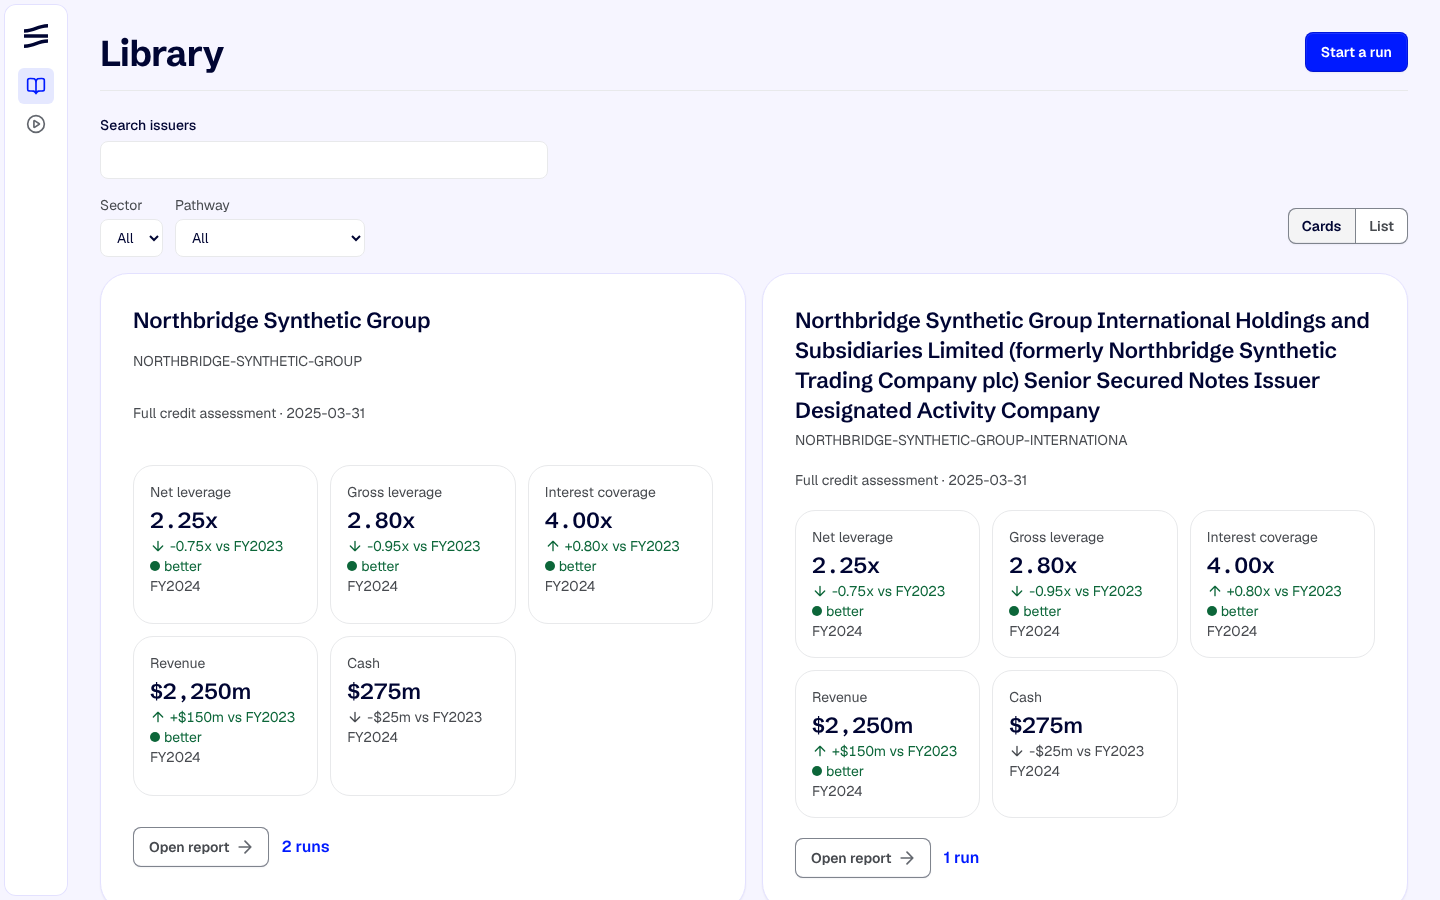 Library
Start a run
Search issuers
Sector
Pathway
All
All
Cards
List
Northbridge Synthetic Group
NORTHBRIDGE-SYNTHETIC-GROUP
Full credit assessment · 2025-03-31
Net leverage
2.25x
↓ -0.75x vs FY2023
● better
FY2024
Gross leverage
2.80x
↓ -0.95x vs FY2023
● better
FY2024
Interest coverage
4.00x
↑ +0.80x vs FY2023
● better
FY2024
Revenue
$2,250m
↑ +$150m vs FY2023
● better
FY2024
Cash
$275m
↓ -$25m vs FY2023
FY2024
Open report →
2 runs
Northbridge Synthetic Group International Holdings and
Subsidiaries Limited (formerly Northbridge Synthetic
Trading Company plc) Senior Secured Notes Issuer
Designated Activity Company
NORTHBRIDGE-SYNTHETIC-GROUP-INTERNATIONA
Full credit assessment · 2025-03-31
Net leverage
2.25x
↓ -0.75x vs FY2023
● better
FY2024
Gross leverage
2.80x
↓ -0.95x vs FY2023
● better
FY2024
Interest coverage
4.00x
↑ +0.80x vs FY2023
● better
FY2024
Revenue
$2,250m
↑ +$150m vs FY2023
● better
FY2024
Cash
$275m
↓ -$25m vs FY2023
FY2024
Open report →
1 run